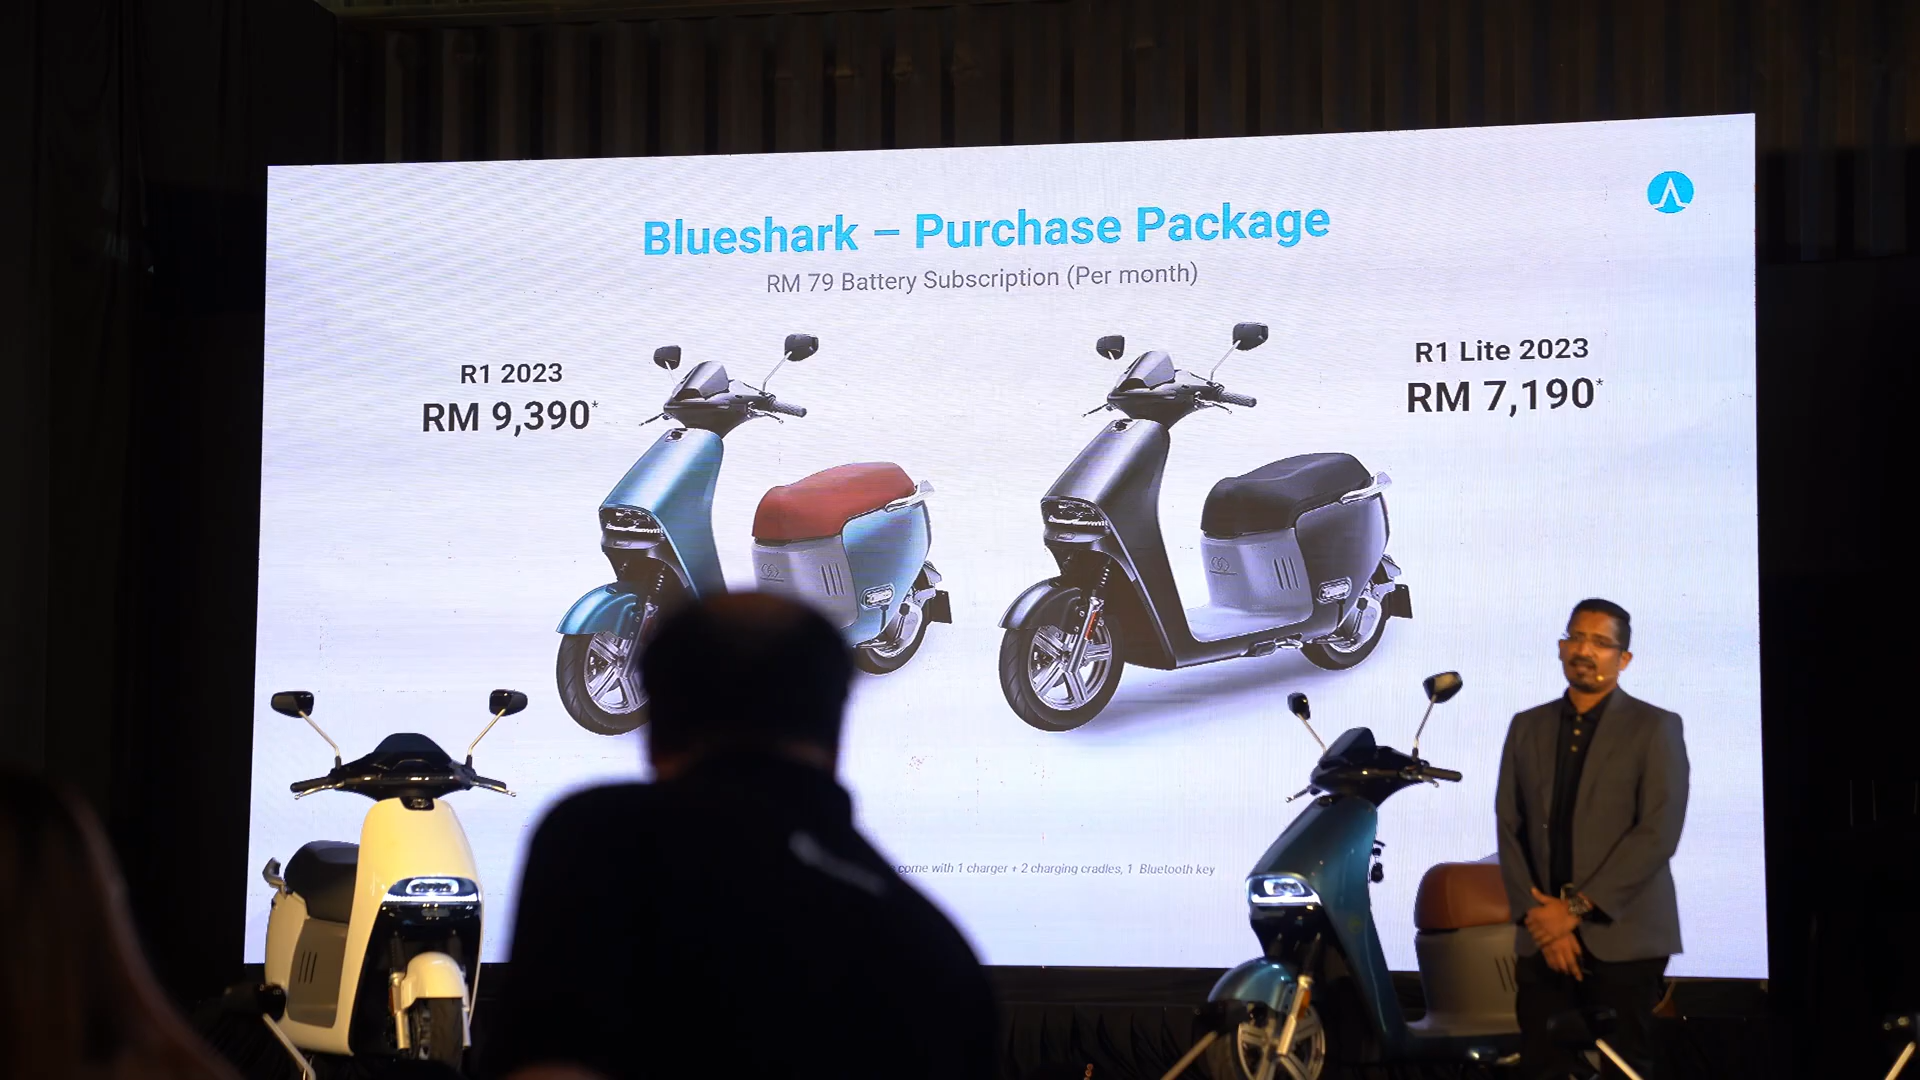 Blueshark – Purchase Package
RM 79 Battery Subscription (Per month)
R1 2023
RM 9,390*
R1 Lite 2023
RM 7,190*
come with 1 charger + 2 charging cradles, 1 Bluetooth key